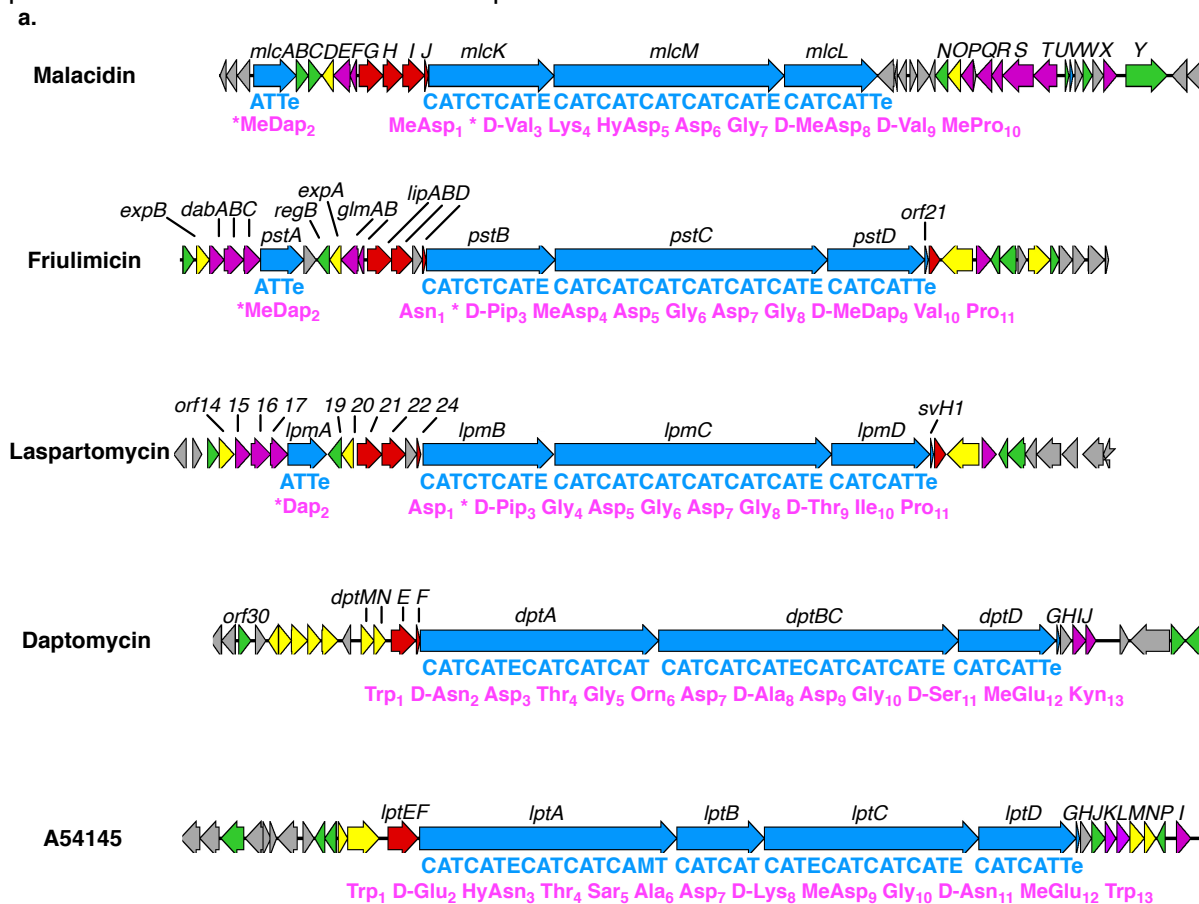 a.
mlcABCDEFG H I J mlcK mlcM mlcL NOPQR S T UVWX Y
Malacidin
ATTe CATCTCATE CATCATCATCATCATE CATCATTe
*MeDap2 MeAsp1 * D-Val3 Lys4 HyAsp5 Asp6 Gly7 D-MeAsp8 D-Val9 MePro10
expA lipABD
expB dabABC regB glmAB orf21
pstA pstB pstC pstD
Friulimicin
ATTe CATCTCATE CATCATCATCATCATCATE CATCATTe
*MeDap2 Asn1 * D-Pip3 MeAsp4 Asp5 Gly6 Asp7 Gly8 D-MeDap9 Val10 Pro11
orf14 15 16 17 19 20 21 22 24 svH1
lpmA lpmB lpmC lpmD
Laspartomycin
ATTe CATCTCATE CATCATCATCATCATCATE CATCATTe
*Dap2 Asp1 * D-Pip3 Gly4 Asp5 Gly6 Asp7 Gly8 D-Thr9 Ile10 Pro11
dptMN E F
orf30 dptA dptBC dptD GHIJ
Daptomycin
CATCATECATCATCAT CATCATECATCATCATE CATCATTe
Trp1 D-Asn2 Asp3 Thr4 Gly5 Orn6 Asp7 D-Ala8 Asp9 Gly10 D-Ser11 MeGlu12 Kyn13
lptEF lptA lptB lptC lptD GHJKLMNP I
A54145
CATCATECATCATCAMT CATCAT CATECATCATCATE CATCATTe
Trp1 D-Glu2 HyAsn3 Thr4 Sar5 Ala6 Asp7 D-Lys8 MeAsp9 Gly10 D-Asn11 MeGlu12 Trp13